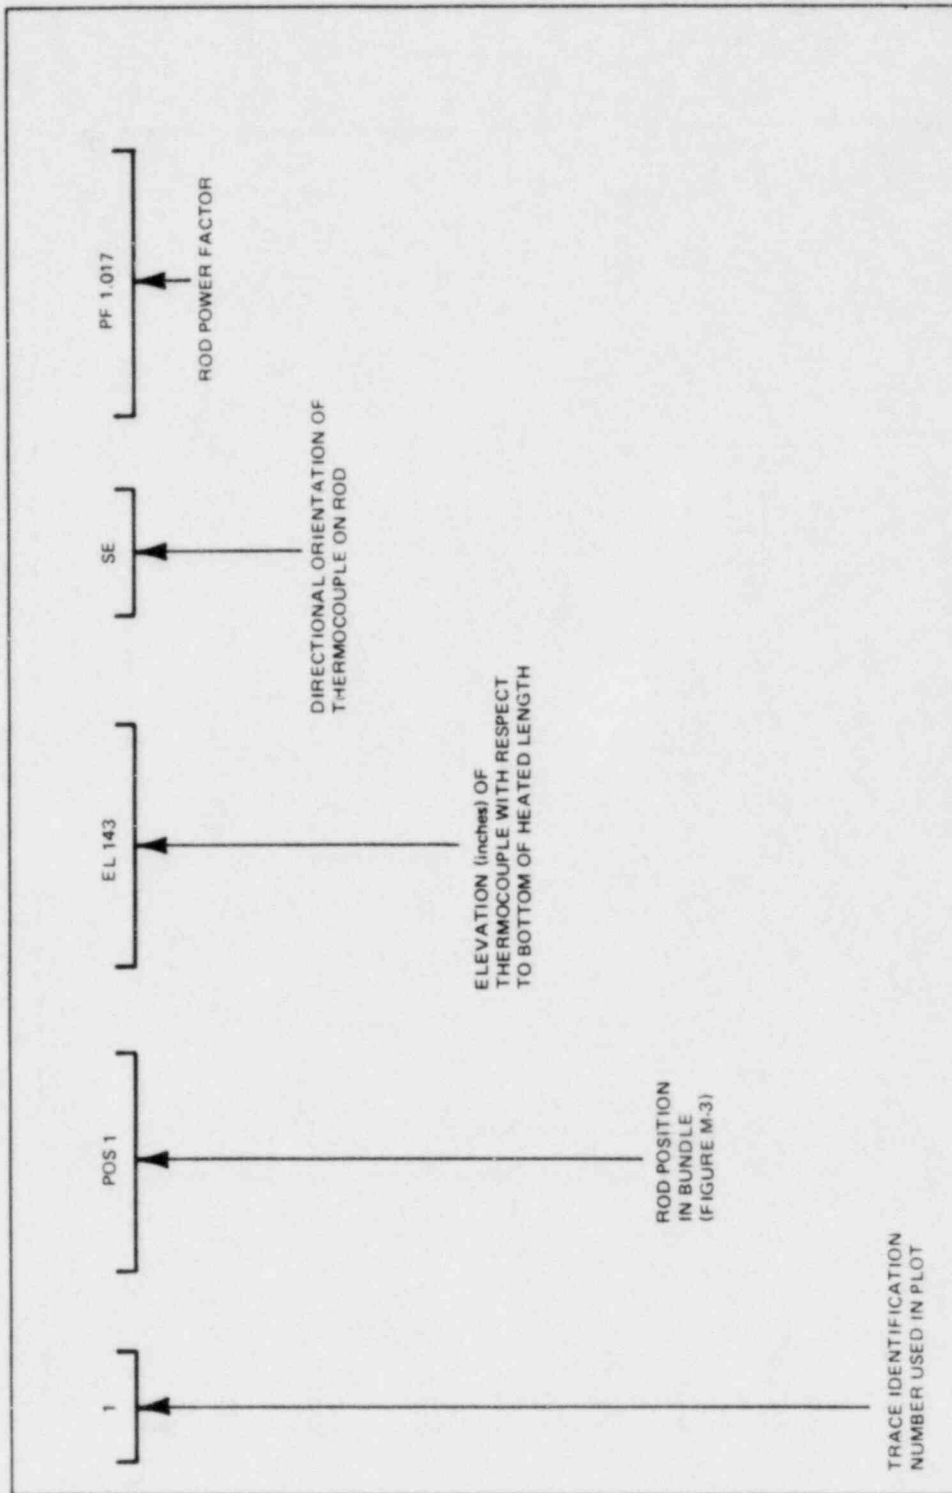 1
POS 1
EL 143
SE
PF 1.017
ROD POWER FACTOR
DIRECTIONAL ORIENTATION OF
THERMOCOUPLE ON ROD
ELEVATION (inches) OF
THERMOCOUPLE WITH RESPECT
TO BOTTOM OF HEATED LENGTH
ROD POSITION
IN BUNDLE
(FIGURE M-3)
TRACE IDENTIFICATION
NUMBER USED IN PLOT